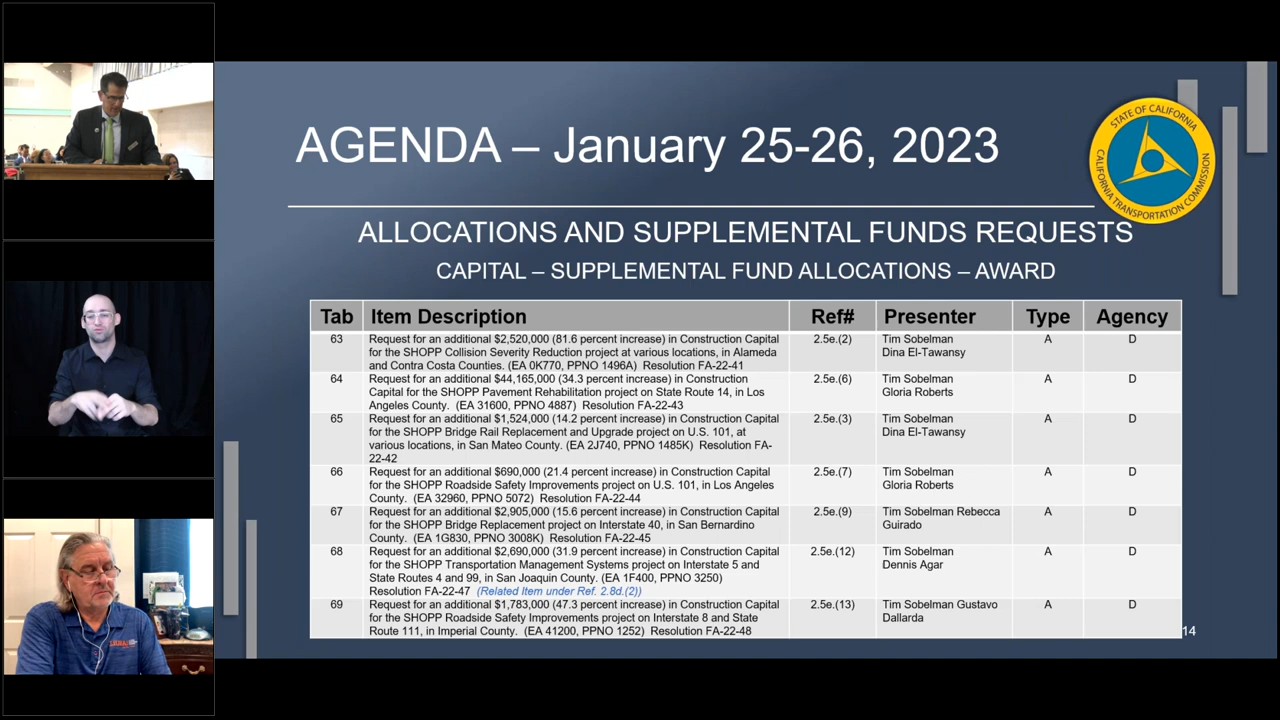 AGENDA – January 25-26, 2023
STATE OF CALIFORNIA
CALIFORNIA TRANSPORTATION COMMISSION
ALLOCATIONS AND SUPPLEMENTAL FUNDS REQUESTS
CAPITAL – SUPPLEMENTAL FUND ALLOCATIONS – AWARD
Tab Item Description Ref# Presenter Type Agency
63 Request for an additional $2,520,000 (81.6 percent increase) in Construction Capital 2.5e.(2) Tim Sobelman A D
for the SHOPP Collision Severity Reduction project at various locations, in Alameda Dina El-Tawansy
and Contra Costa Counties. (EA 0K770, PPNO 1496A) Resolution FA-22-41
64 Request for an additional $44,165,000 (34.3 percent increase) in Construction 2.5e.(6) Tim Sobelman A D
Capital for the SHOPP Pavement Rehabilitation project on State Route 14, in Los Gloria Roberts
Angeles County. (EA 31600, PPNO 4887) Resolution FA-22-43
65 Request for an additional $1,524,000 (14.2 percent increase) in Construction Capital 2.5e.(3) Tim Sobelman A D
for the SHOPP Bridge Rail Replacement and Upgrade project on U.S. 101, at Dina El-Tawansy
various locations, in San Mateo County. (EA 2J740, PPNO 1485K) Resolution FA-
22-42
66 Request for an additional $690,000 (21.4 percent increase) in Construction Capital 2.5e.(7) Tim Sobelman A D
for the SHOPP Roadside Safety Improvements project on U.S. 101, in Los Angeles Gloria Roberts
County. (EA 32960, PPNO 5072) Resolution FA-22-44
67 Request for an additional $2,905,000 (15.6 percent increase) in Construction Capital 2.5e.(9) Tim Sobelman Rebecca A D
for the SHOPP Bridge Replacement project on Interstate 40, in San Bernardino Guirado
County. (EA 1G830, PPNO 3008K) Resolution FA-22-45
68 Request for an additional $2,690,000 (31.9 percent increase) in Construction Capital 2.5e.(12) Tim Sobelman A D
for the SHOPP Transportation Management Systems project on Interstate 5 and Dennis Agar
State Routes 4 and 99, in San Joaquin County. (EA 1F400, PPNO 3250)
Resolution FA-22-47 (Related Item under Ref. 2.8d.(2))
69 Request for an additional $1,783,000 (47.3 percent increase) in Construction Capital 2.5e.(13) Tim Sobelman Gustavo A D
for the SHOPP Roadside Safety Improvements project on Interstate 8 and State Dallarda
Route 111, in Imperial County. (EA 41200, PPNO 1252) Resolution FA-22-48
14